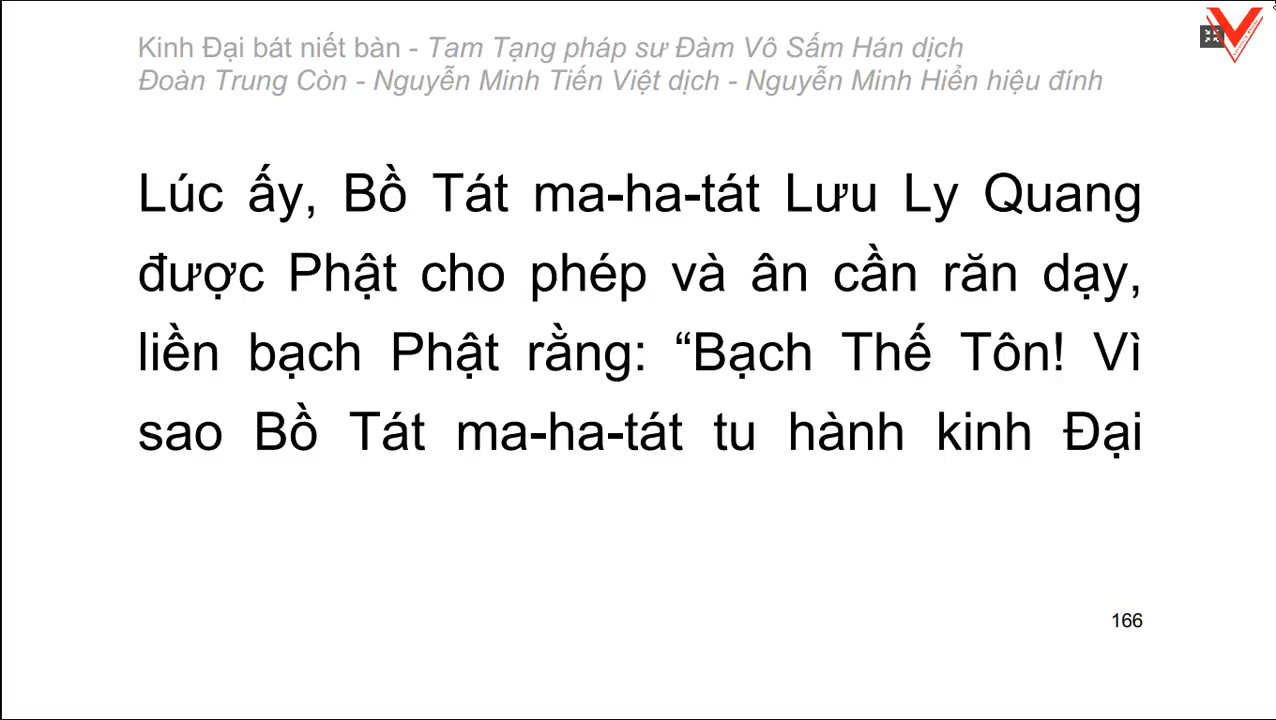 Kinh Đại bát niết bàn - Tam Tạng pháp sư Đàm Vô Sấm Hán dịch
Đoàn Trung Còn - Nguyễn Minh Tiến Việt dịch - Nguyễn Minh Hiển hiệu đính
Lúc ấy, Bồ Tát ma-ha-tát Lưu Ly Quang
được Phật cho phép và ân cần răn dạy,
liền bạch Phật rằng: “Bạch Thế Tôn! Vì
sao Bồ Tát ma-ha-tát tu hành kinh Đại
166